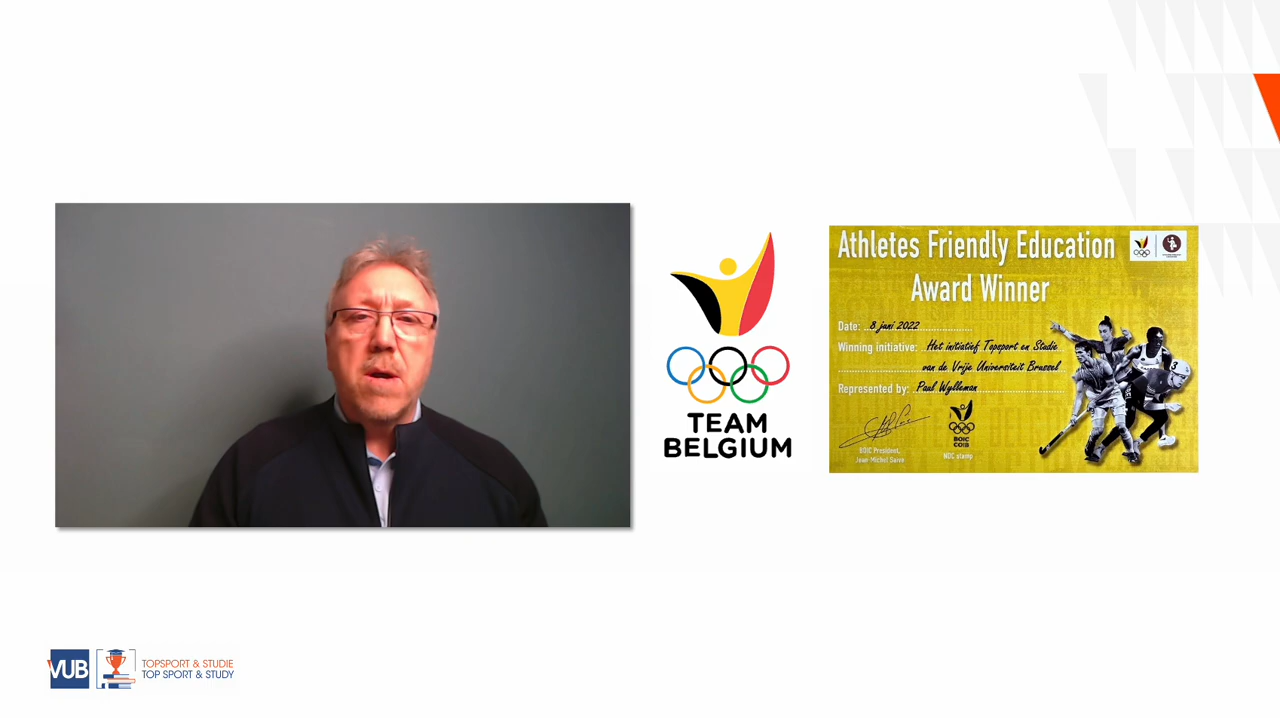 TEAM
BELGIUM
Athletes Friendly Education
Award Winner
Date: 8 juni 2022
Winning initiative: Het initiatief Topsport en Studie
van de Vrije Universiteit Brussel
Represented by: Paul Wylleman
BOIC
COIB
BOIC President,
Jean-Michel Saive
NOC stamp
VUB
TOPSPORT & STUDIE
TOP SPORT & STUDY